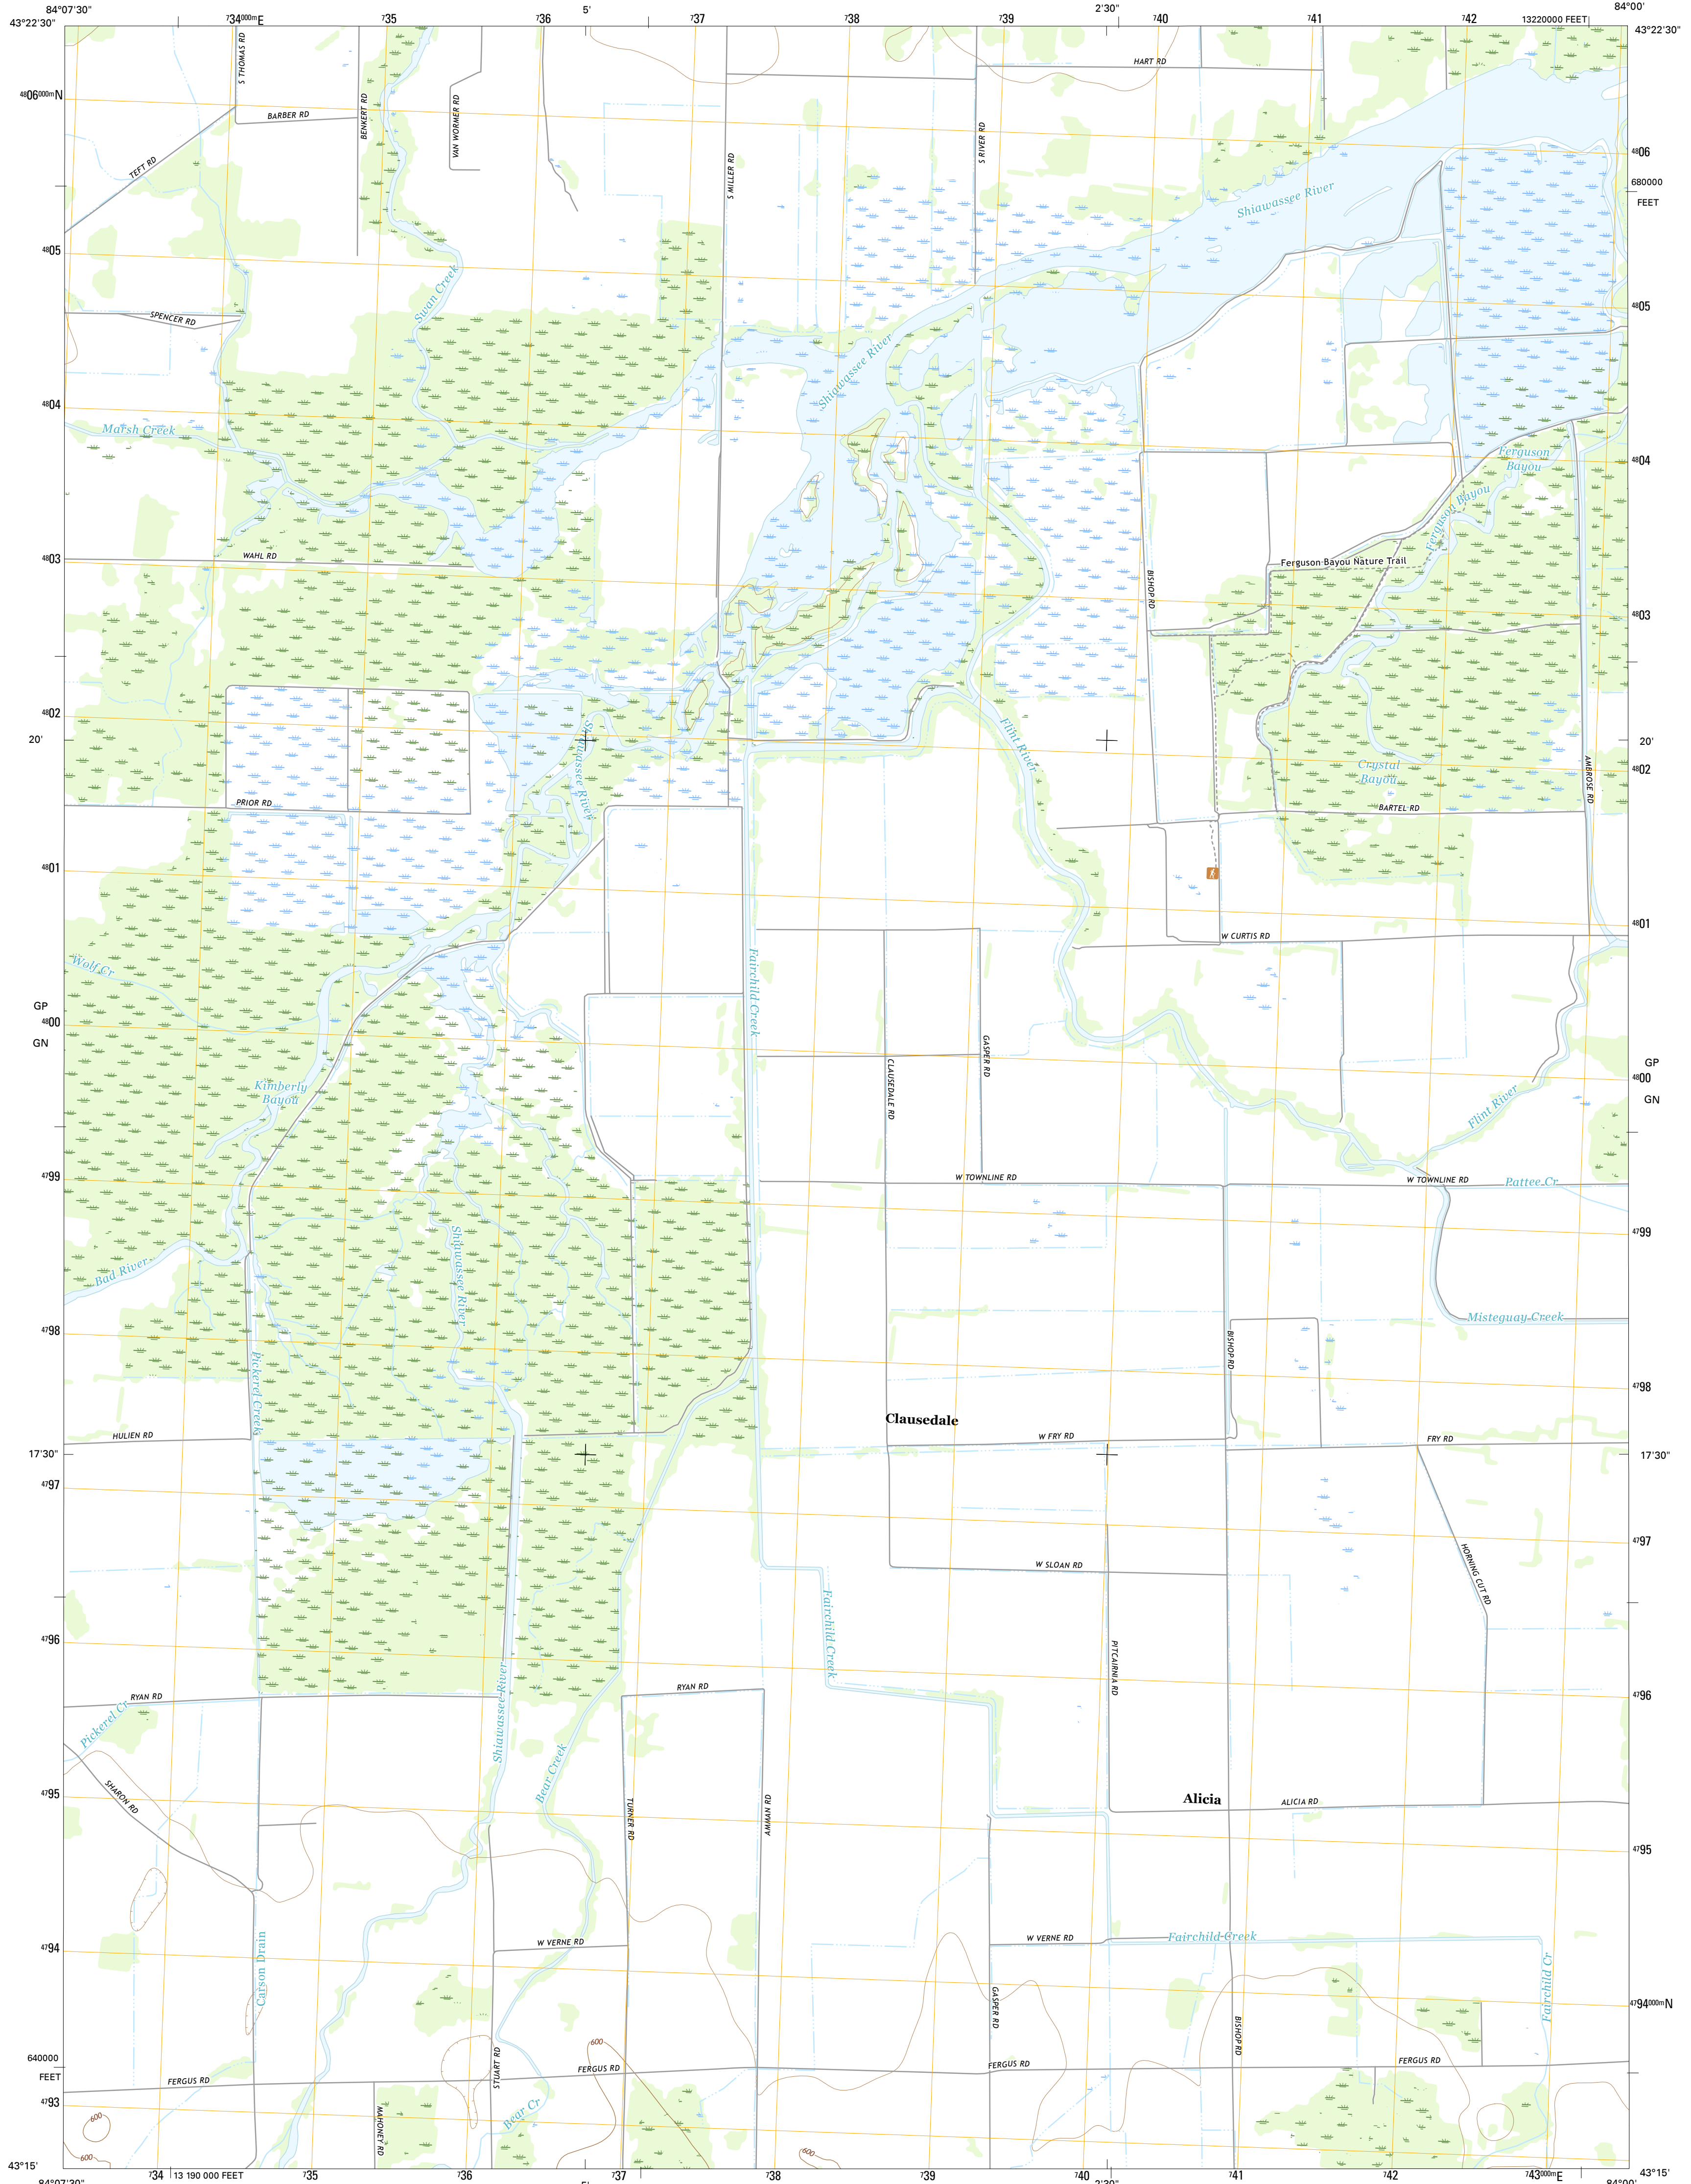 84°07'30"
734000mE
735
736
5'
737
738
739
2'30"
740
741
742
13220000 FEET
84°00'
43°22'30"
43°22'30"
S THOMAS RD
HART RD
4806000mN
BARBER RD
BENKERT RD
VAN WORMER RD
S RIVER RD
4806
TEFT RD
S MILLER RD
680000
FEET
Shiawassee River
4805
Swan Creek
4805
SPENCER RD
Shiawassee River
4804
Marsh Creek
Ferguson
Bayou
4804
Ferguson Bayou
4803
WAHL RD
Ferguson Bayou Nature Trail
BISHOP RD
4803
4802
20'
Shiawassee River
Flint River
20'
4802
Crystal
Bayou
AMBROSE RD
PRIOR RD
BARTEL RD
4801
4801
W CURTIS RD
Wolf Cr
Fairchild Creek
GP
4800
GN
GASPER RD
CLAUSEDALE RD
GP
4800
GN
Kimberly
Bayou
Flint River
4799
W TOWNLINE RD
W TOWNLINE RD
Pattee Cr
4799
Shiawassee River
Bad River
4798
Misteguay Creek
BISHOP RD
Pickerel Creek
4798
Clausedale
HULIEN RD
W FRY RD
FRY RD
17'30"
17'30"
4797
4797
W SLOAN RD
HORNING CUT RD
Fairchild Creek
4796
PITCAIRNIA RD
Shiawassee River
RYAN RD
RYAN RD
4796
Pickerel Cr
Bear Creek
4795
SHARON RD
TURNER RD
AMMAN RD
Alicia
ALICIA RD
4795
4794
Carson Drain
W VERNE RD
W VERNE RD
Fairchild Creek
Fairchild Cr
GASPER RD
4794000mN
BISHOP RD
600
640000
FEET
STUART RD
FERGUS RD
FERGUS RD
FERGUS RD
FERGUS RD
4793
MAHONEY RD
Bear Cr
600
600
600
43°15'
734
13 190 000 FEET
735
736
737
738
739
740
741
742
743000mE
43°15'
84°07'30"